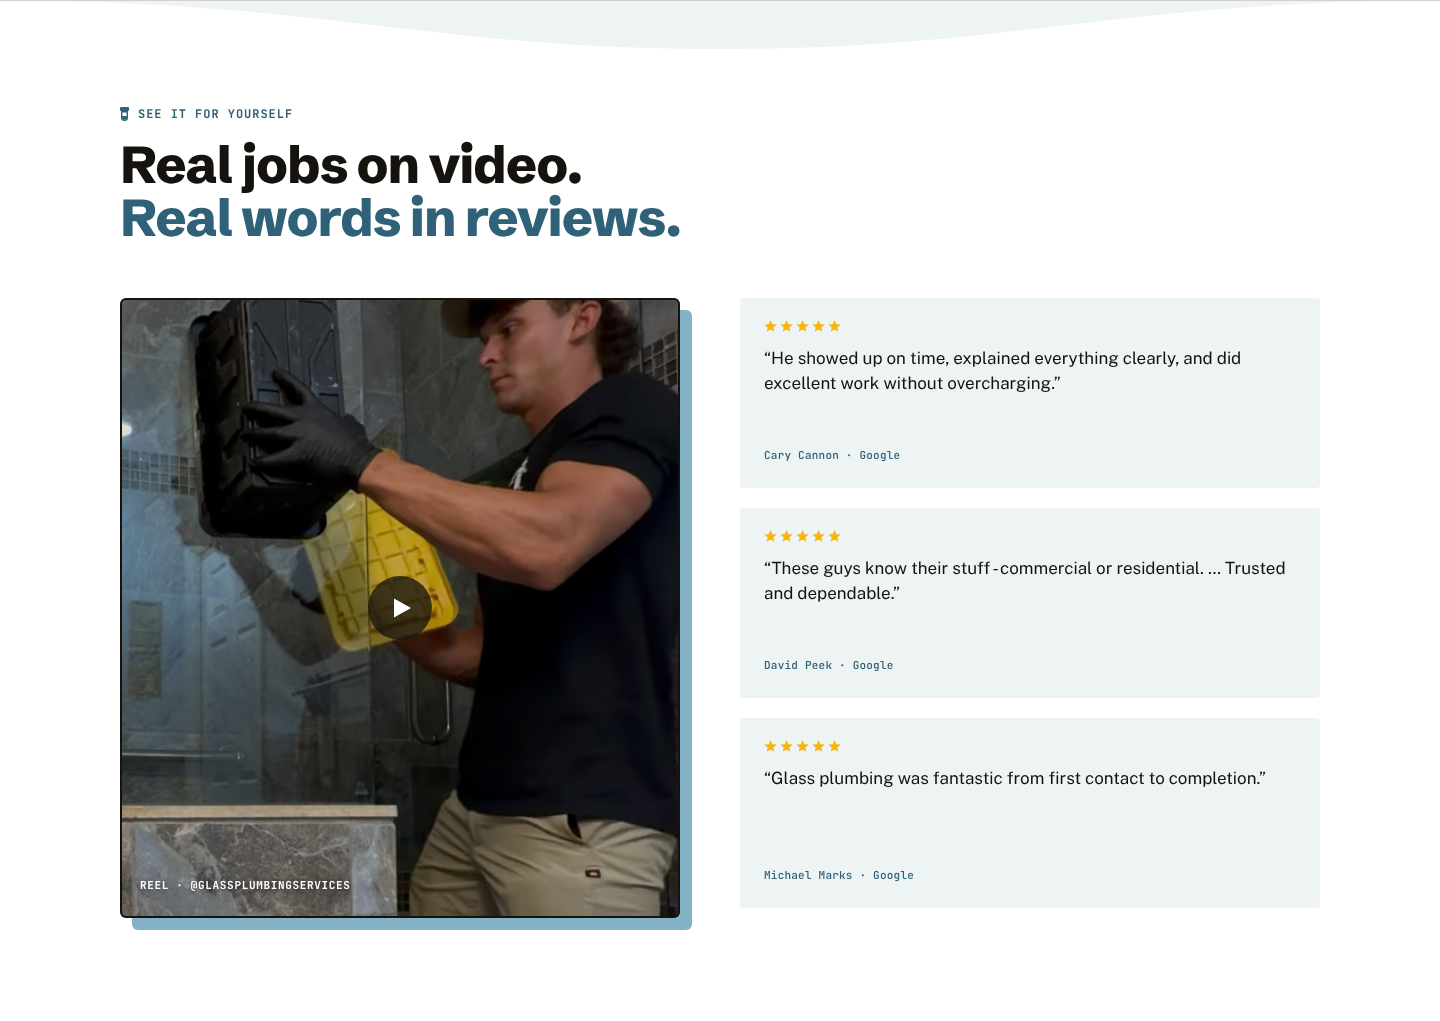 SEE IT FOR YOURSELF
Real jobs on video.
Real words in reviews.
REEL · @GLASSPLUMBINGSERVICES
“He showed up on time, explained everything clearly, and did
excellent work without overcharging.”
Cary Cannon · Google
“These guys know their stuff - commercial or residential. ... Trusted
and dependable.”
David Peek · Google
“Glass plumbing was fantastic from first contact to completion.”
Michael Marks · Google